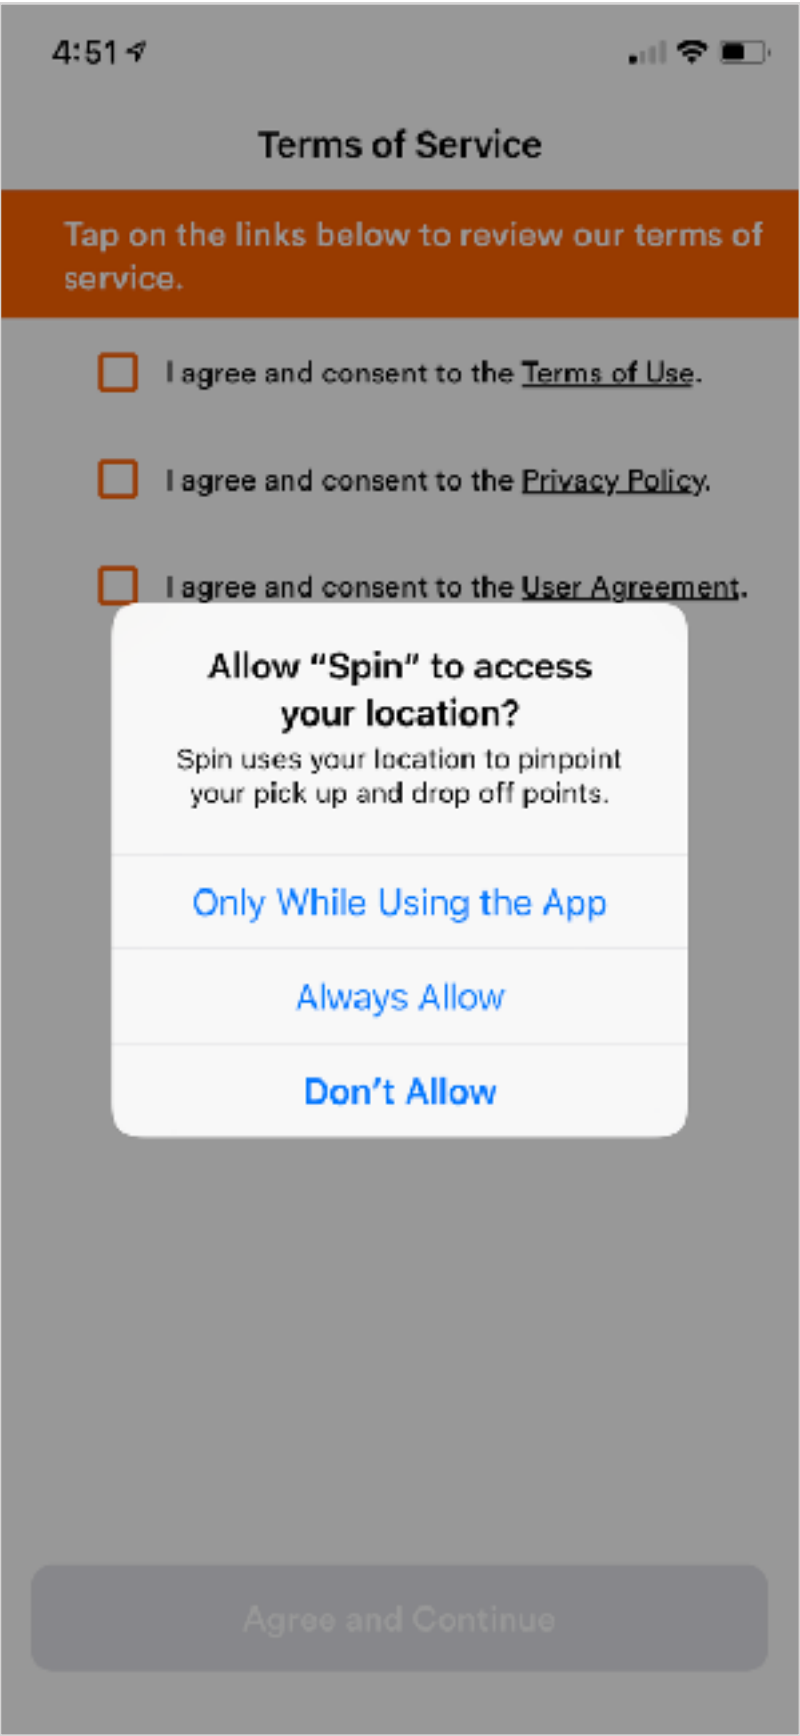 4:51
Terms of Service
Tap on the links below to review our terms of
service.
I agree and consent to the Terms of Use.
I agree and consent to the Privacy Policy.
I agree and consent to the User Agreement.
Allow “Spin” to access
your location?
Spin uses your location to pinpoint
your pick up and drop off points.
Only While Using the App
Always Allow
Don’t Allow
Agree and Continue